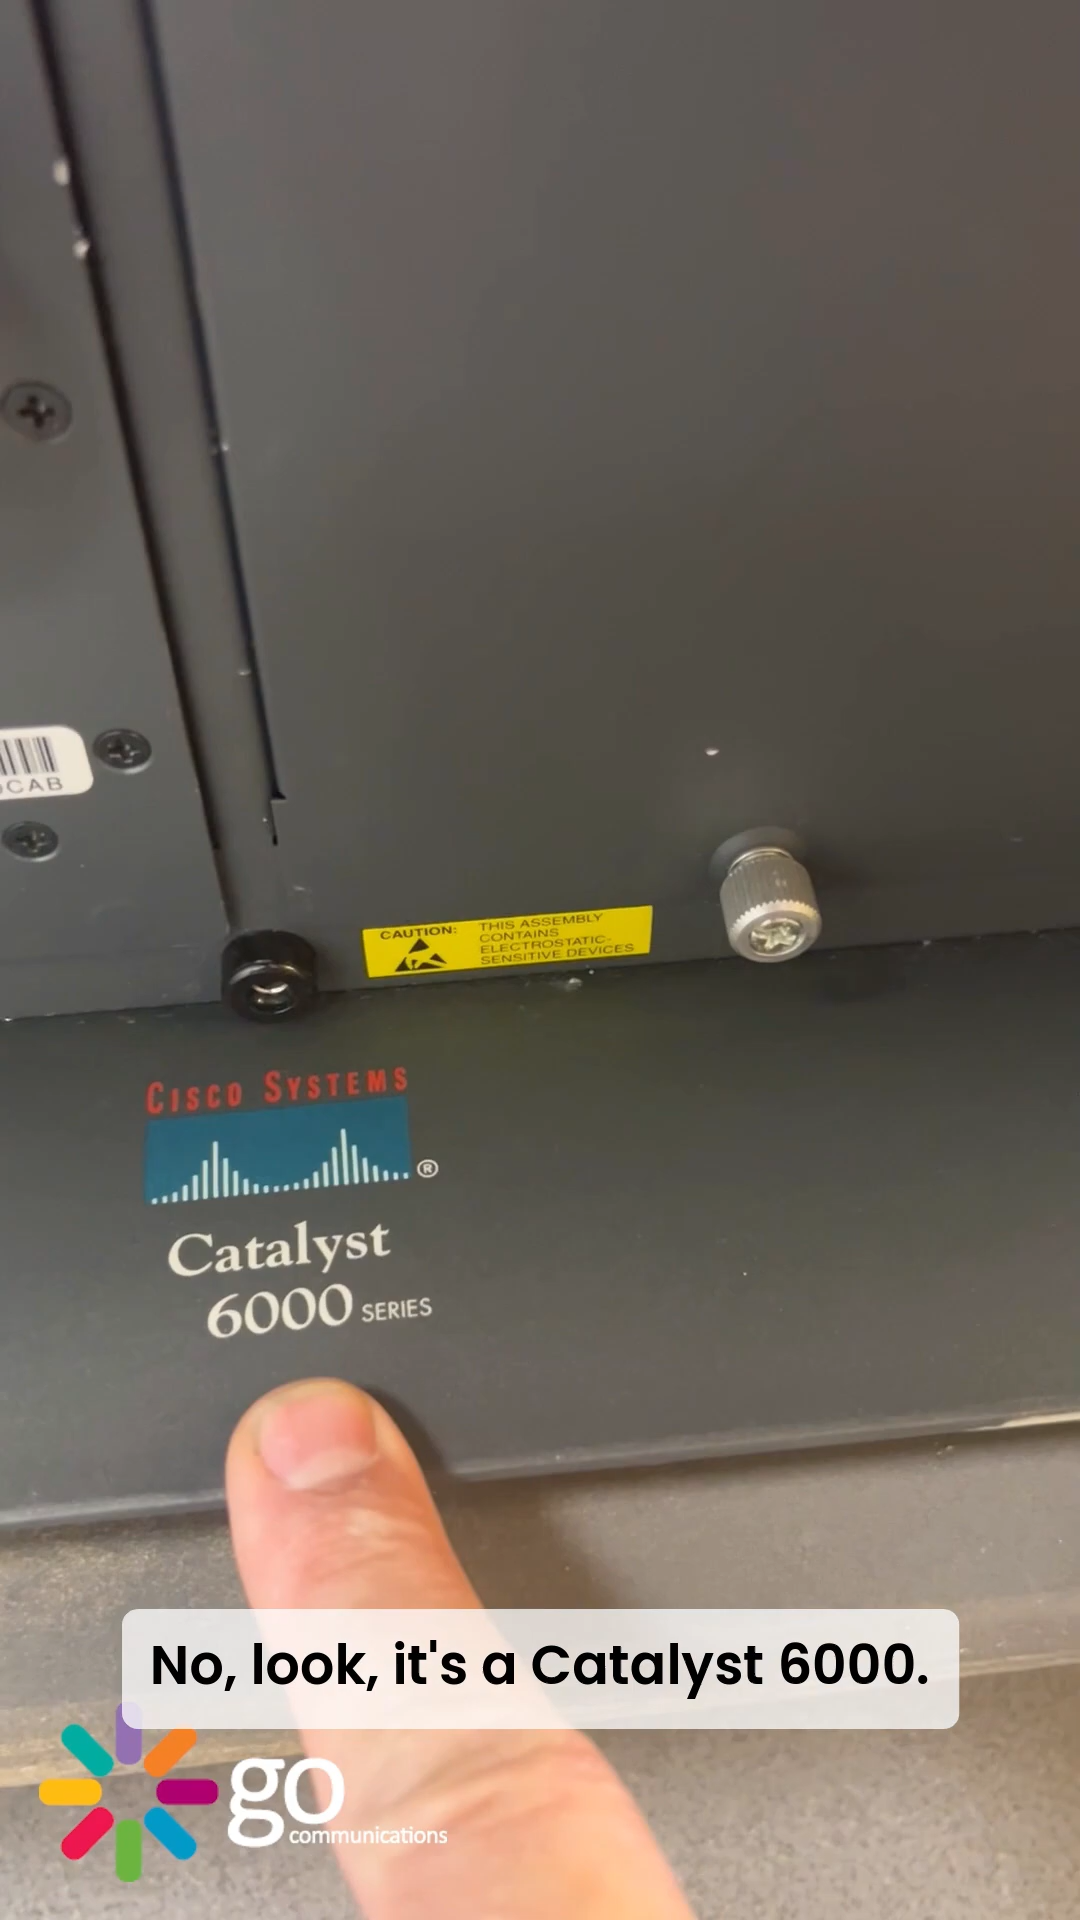 CAB
CAUTION:
THIS ASSEMBLY
CONTAINS
ELECTROSTATIC-
SENSITIVE DEVICES
CISCO SYSTEMS
®
Catalyst
6000 SERIES
No, look, it's a Catalyst 6000.
go
communications